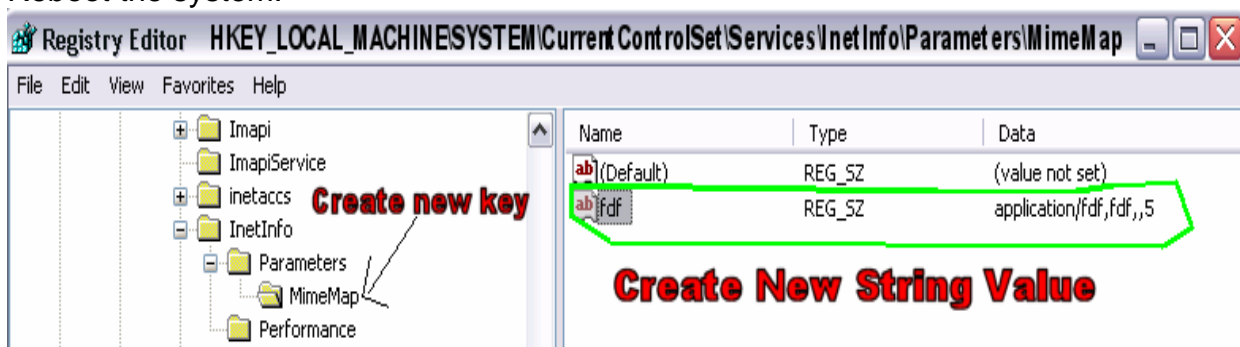 Reboot the system.
Registry Editor HKEY_LOCAL_MACHINE\SYSTEM\CurrentControlSet\Services\InetInfo\Parameters\MimeMap
File Edit View Favorites Help
Imapi
ImapiService
inetaccs
InetInfo
Parameters
MimeMap
Performance
Create new key
Name Type Data
(Default) REG_SZ (value not set)
fdf REG_SZ application/fdf,fdf,,5
Create New String Value